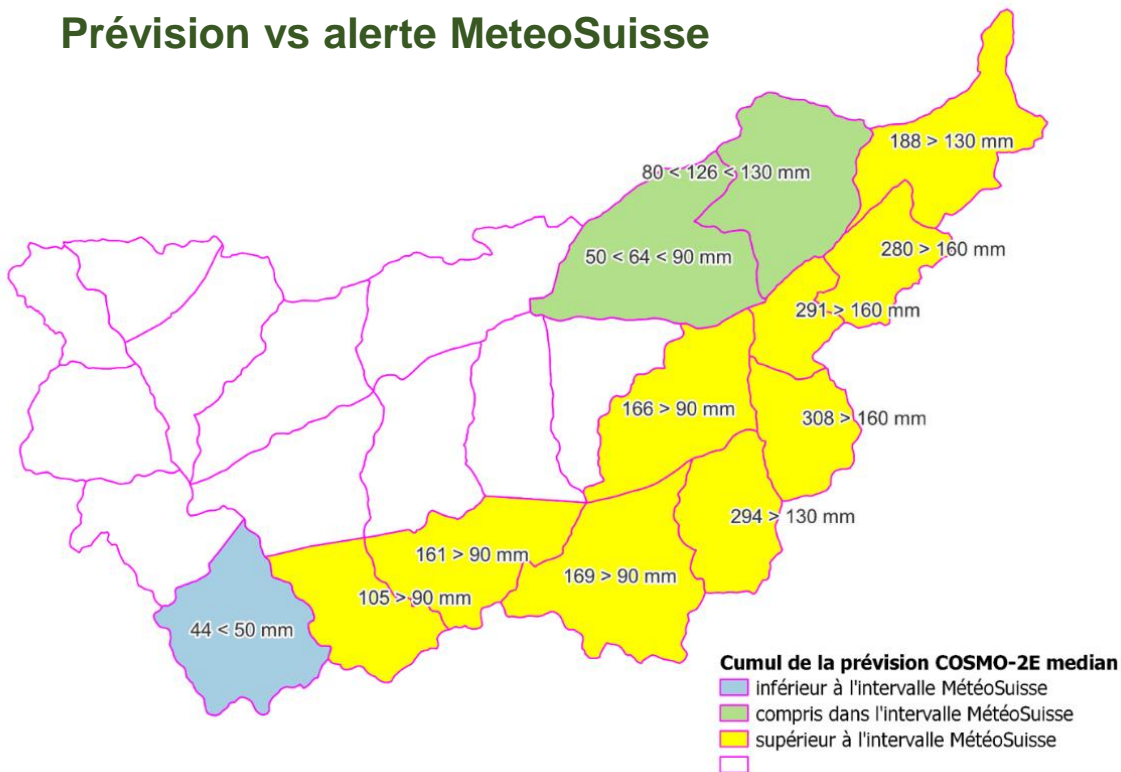 Prévision vs alerte MeteoSuisse
188 > 130 mm
80 < 126 < 130 mm
280 > 160 mm
50 < 64 < 90 mm
291 > 160 mm
166 > 90 mm
308 > 160 mm
294 > 130 mm
161 > 90 mm
169 > 90 mm
105 > 90 mm
44 < 50 mm
Cumul de la prévision COSMO-2E median
inférieur à l'intervalle MétéoSuisse
compris dans l'intervalle MétéoSuisse
supérieur à l'intervalle MétéoSuisse